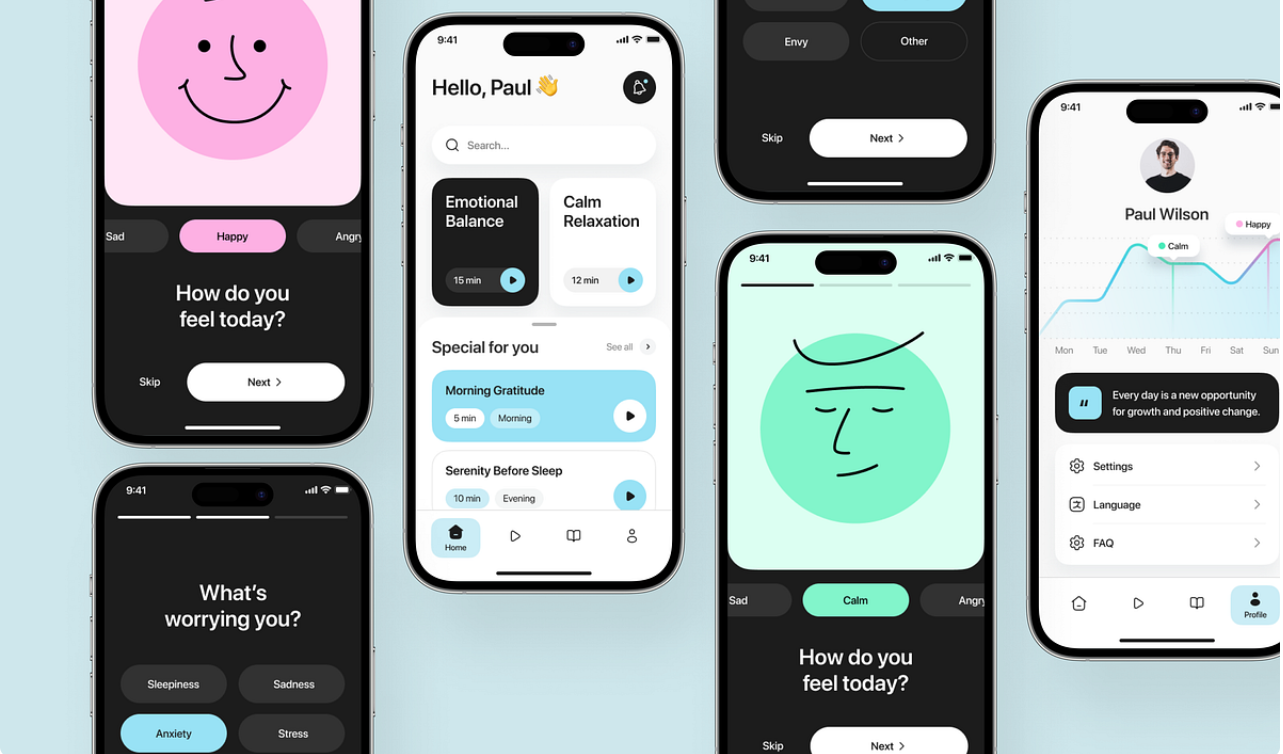 Sad
Happy
Angry
How do you
feel today?
Skip
Next
9:41
What's
worrying you?
Sleepiness
Sadness
Anxiety
Stress
9:41
Hello, Paul 👋
Search...
Emotional
Balance
15 min
Calm
Relaxation
12 min
Special for you
See all
Morning Gratitude
5 min
Morning
Serenity Before Sleep
10 min
Evening
Home
Envy
Other
Skip
Next
9:41
Sad
Calm
Angry
How do you
feel today?
Skip
Next
9:41
Paul Wilson
Happy
Calm
Mon
Tue
Wed
Thu
Fri
Sat
Sun
Every day is a new opportunity
for growth and positive change.
Settings
Language
FAQ
Profile